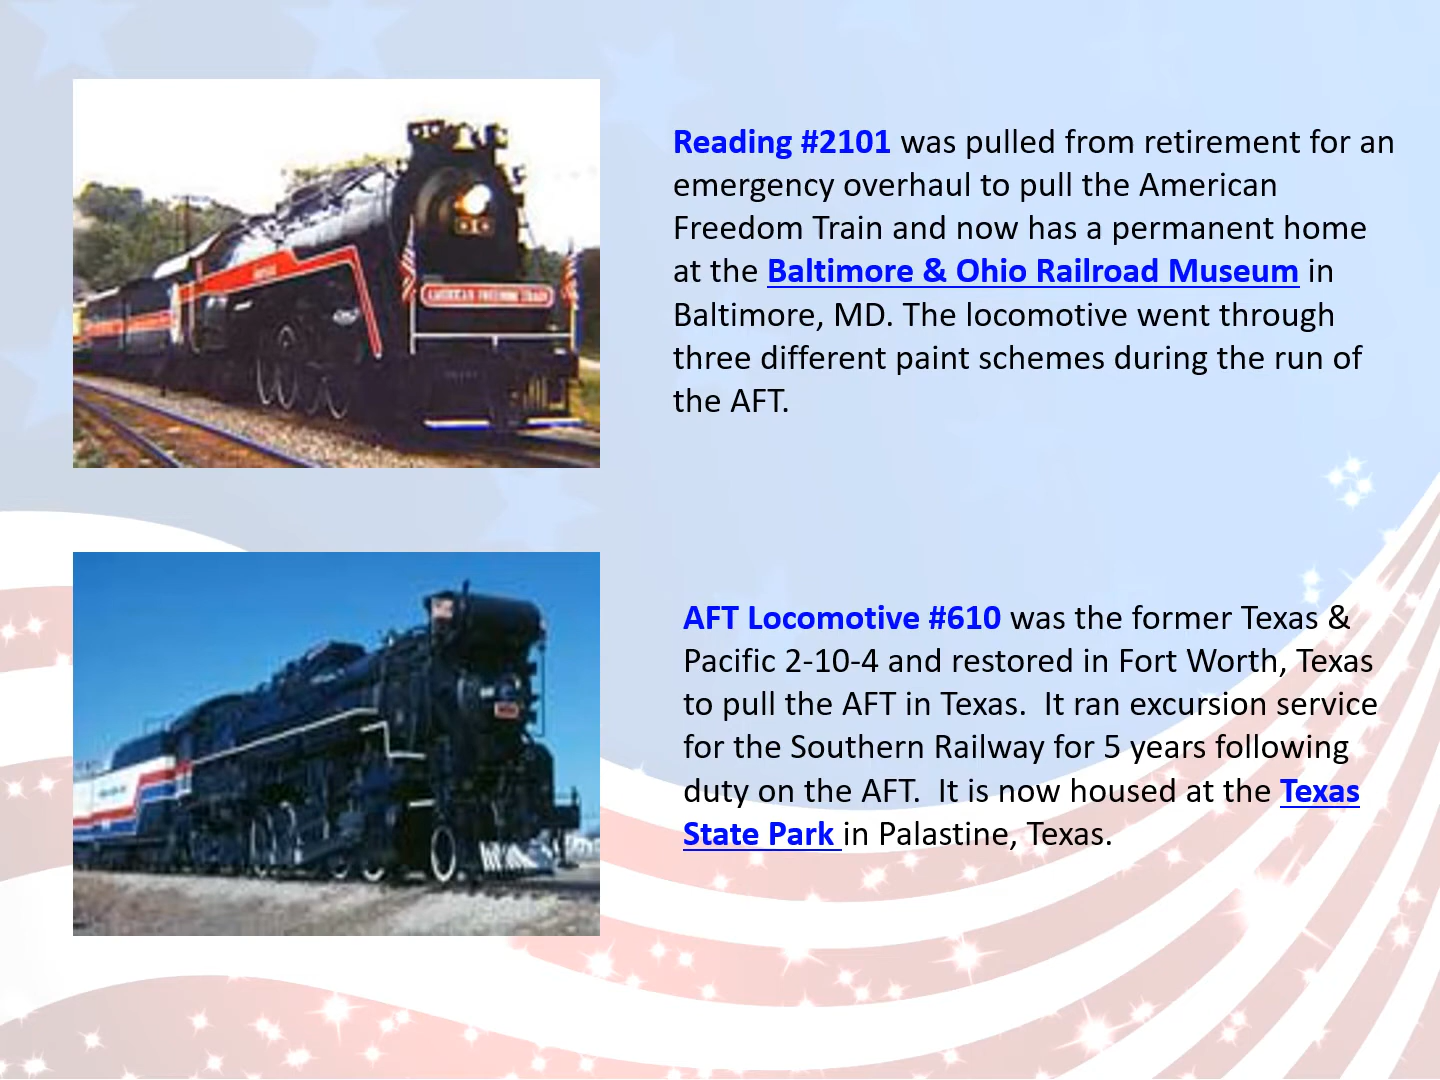 AMERICAN FREEDOM TRAIN
Reading #2101 was pulled from retirement for an
emergency overhaul to pull the American
Freedom Train and now has a permanent home
at the Baltimore & Ohio Railroad Museum in
Baltimore, MD. The locomotive went through
three different paint schemes during the run of
the AFT.
AFT Locomotive #610 was the former Texas &
Pacific 2-10-4 and restored in Fort Worth, Texas
to pull the AFT in Texas.  It ran excursion service
for the Southern Railway for 5 years following
duty on the AFT.  It is now housed at the Texas
State Park in Palastine, Texas.